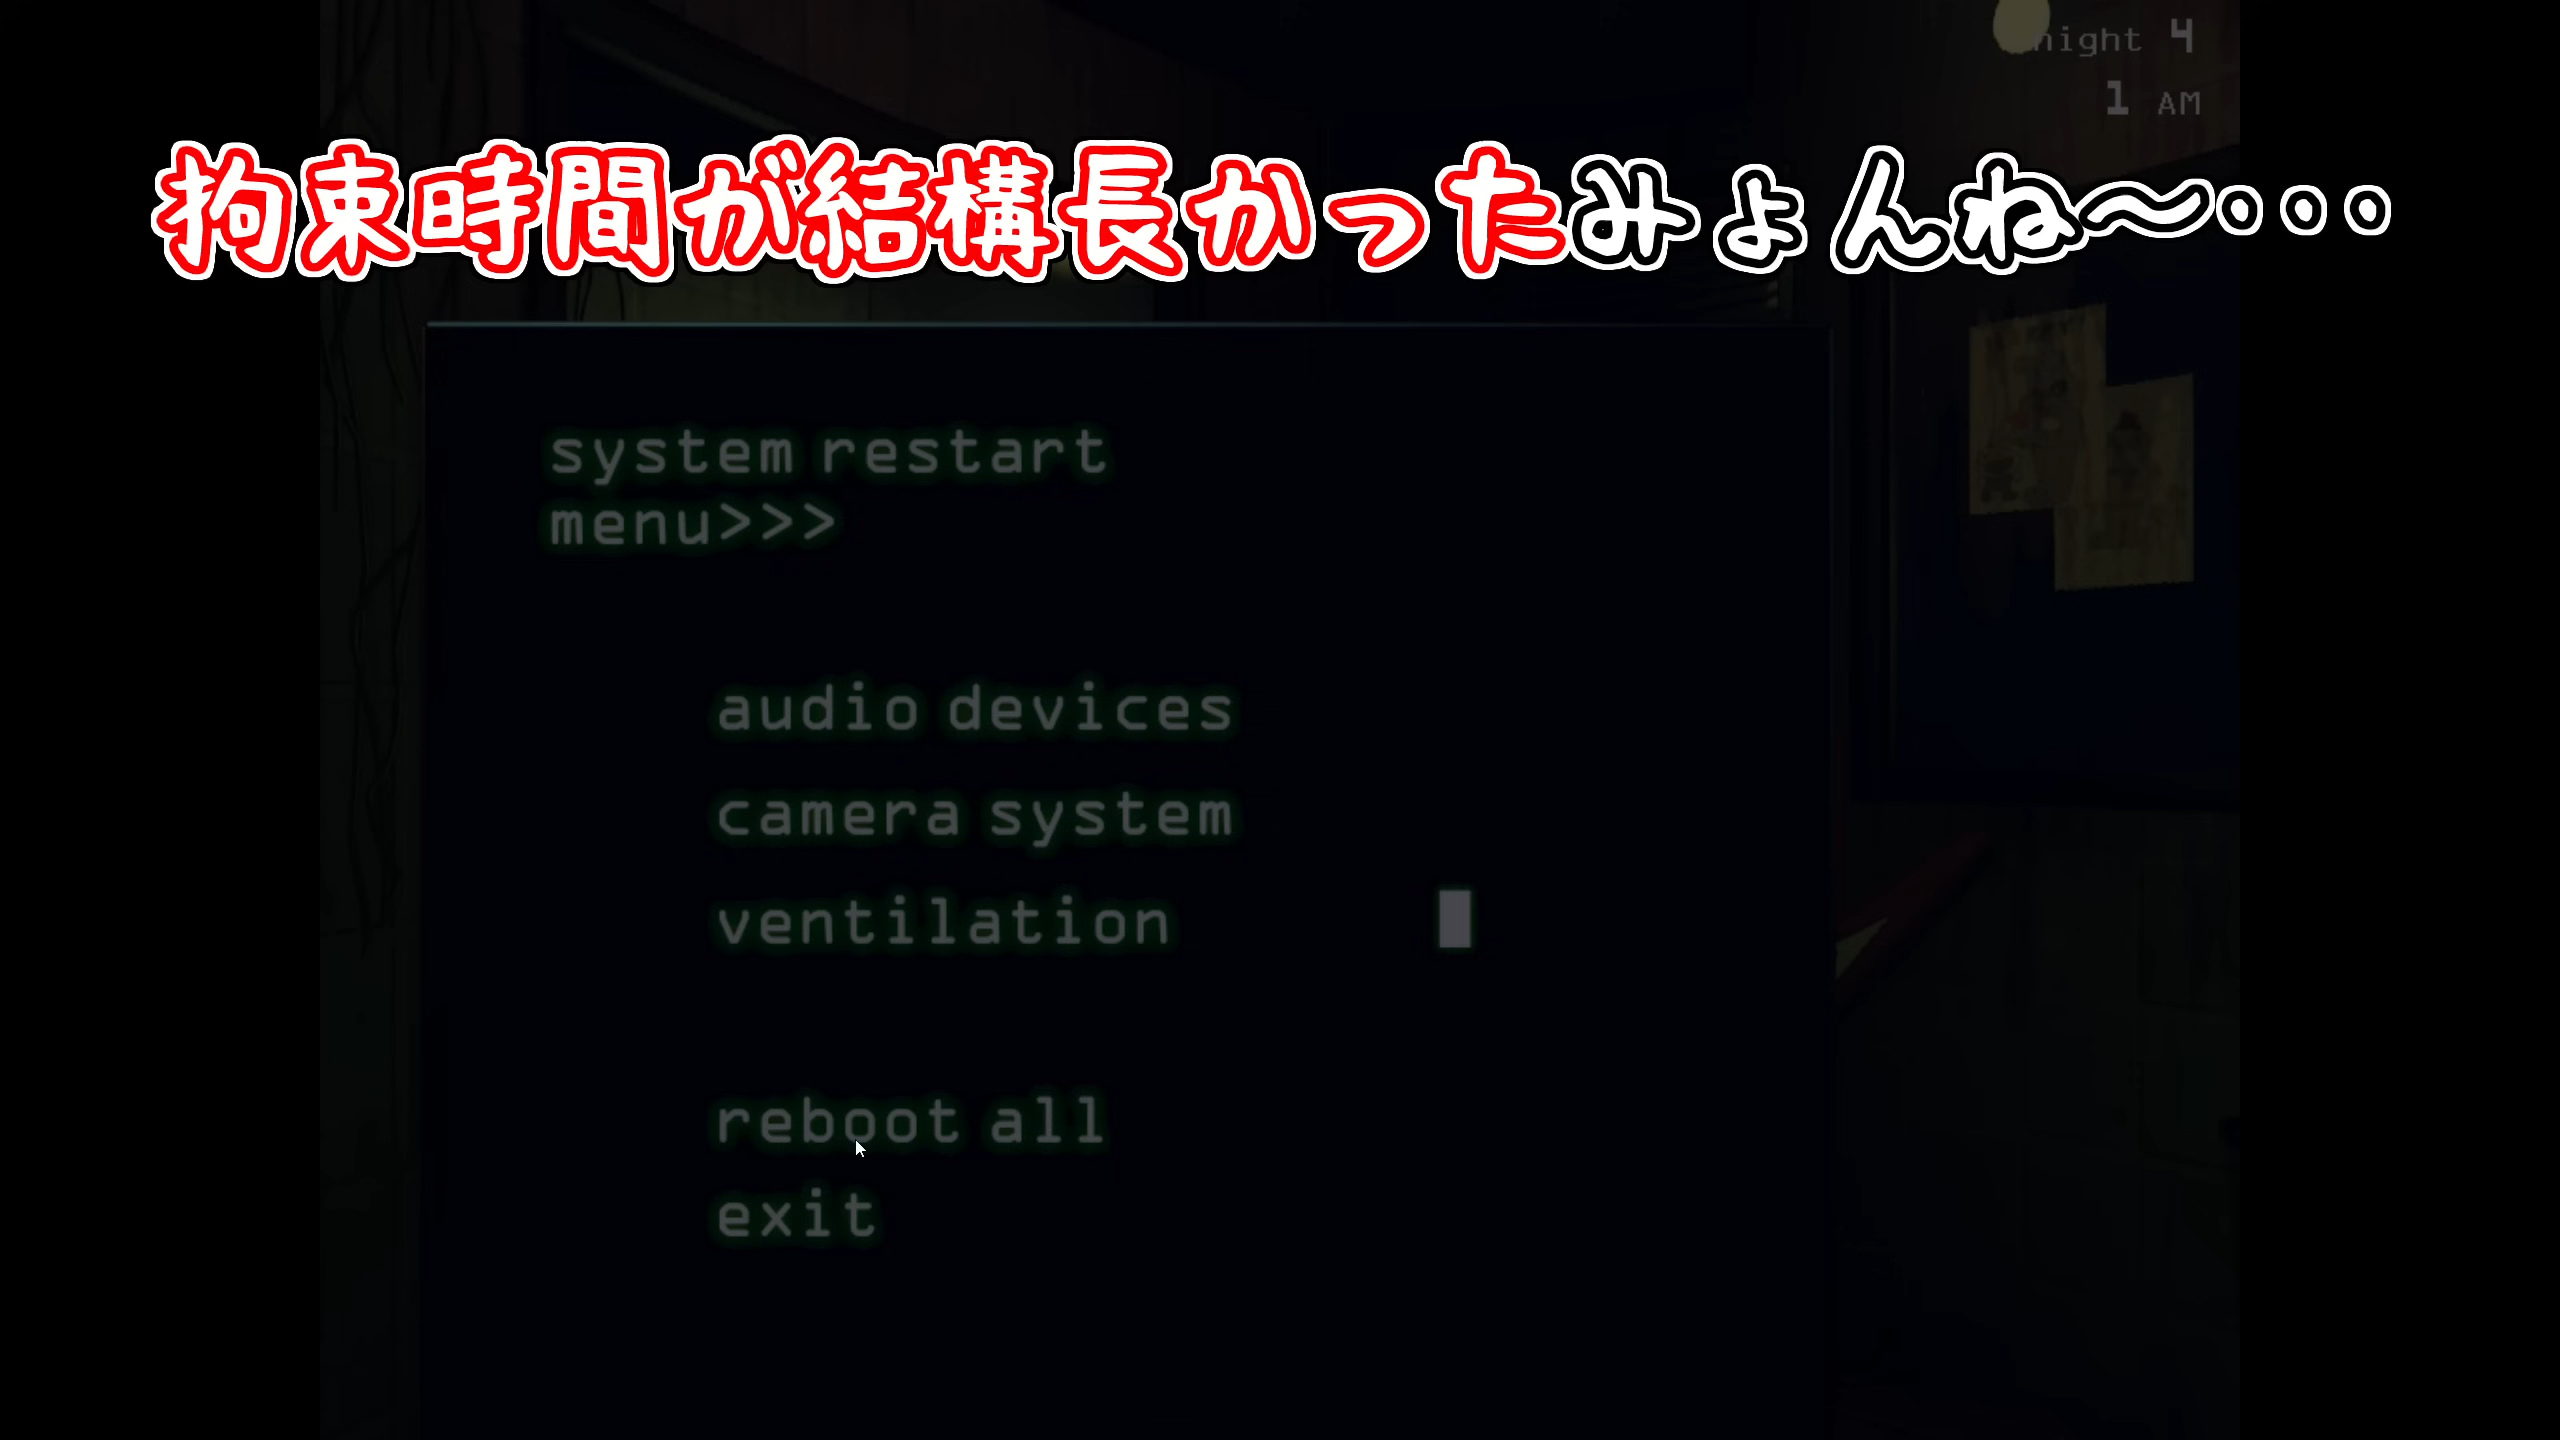 night 4
1 AM
拘束時間が結構長かったみょんね～・・・
system restart
menu>>>
audio devices
camera system
ventilation
reboot all
exit